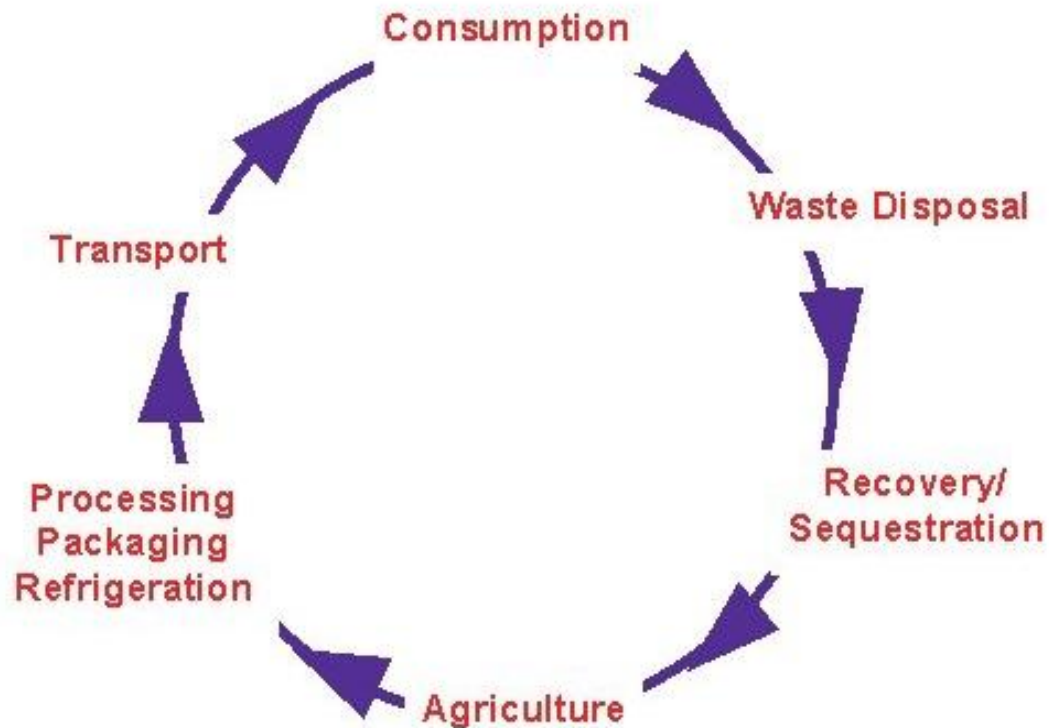 Consumption
Waste Disposal
Transport
Recovery/
Sequestration
Processing
Packaging
Refrigeration
Agriculture